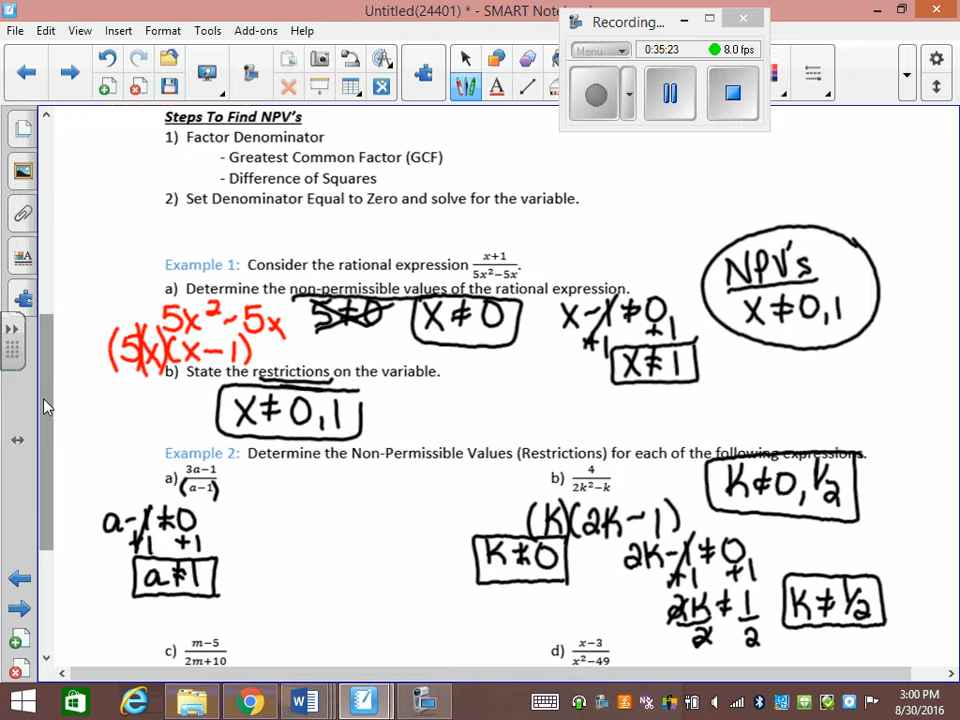 Untitled(24401) * - SMART Notebook
Recording...
File Edit View Insert Format Tools Add-ons Help
Menu
0:35:23
8.0 fps
Steps To Find NPV's
1) Factor Denominator
- Greatest Common Factor (GCF)
- Difference of Squares
2) Set Denominator Equal to Zero and solve for the variable.
Example 1: Consider the rational expression x+1 / 5x²−5x.
a) Determine the non-permissible values of the rational expression.
NPV's
x ≠ 0,1
5x² - 5x
(5x)(x-1)
5 ≠ 0
x ≠ 0
x - 1 ≠ 0
+1 +1
x ≠ 1
b) State the restrictions on the variable.
x ≠ 0,1
Example 2: Determine the Non-Permissible Values (Restrictions) for each of the following expressions.
a) 3a−1 / (a−1)
a - 1 ≠ 0
+1 +1
a ≠ 1
b) 4 / 2k²−k
K ≠ 0, 1/2
(K)(2K-1)
K ≠ 0
2K - 1 ≠ 0
+1 +1
2K ≠ 1
2 2
K ≠ 1/2
c) m−5 / 2m+10
d) x−3 / x²−49
3:00 PM
8/30/2016